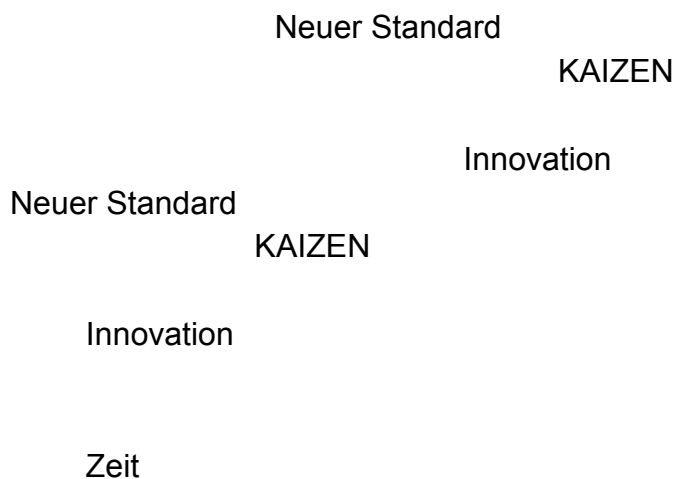 Neuer Standard
KAIZEN
Innovation
Neuer Standard
KAIZEN
Innovation
Zeit